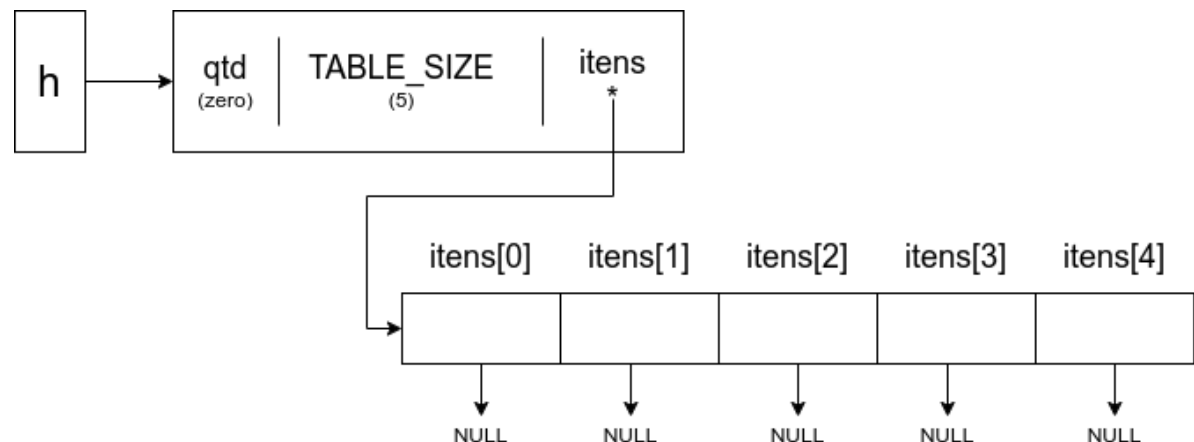 h
qtd
(zero)
TABLE_SIZE
(5)
itens
*
itens[0] itens[1] itens[2] itens[3] itens[4]
NULL NULL NULL NULL NULL